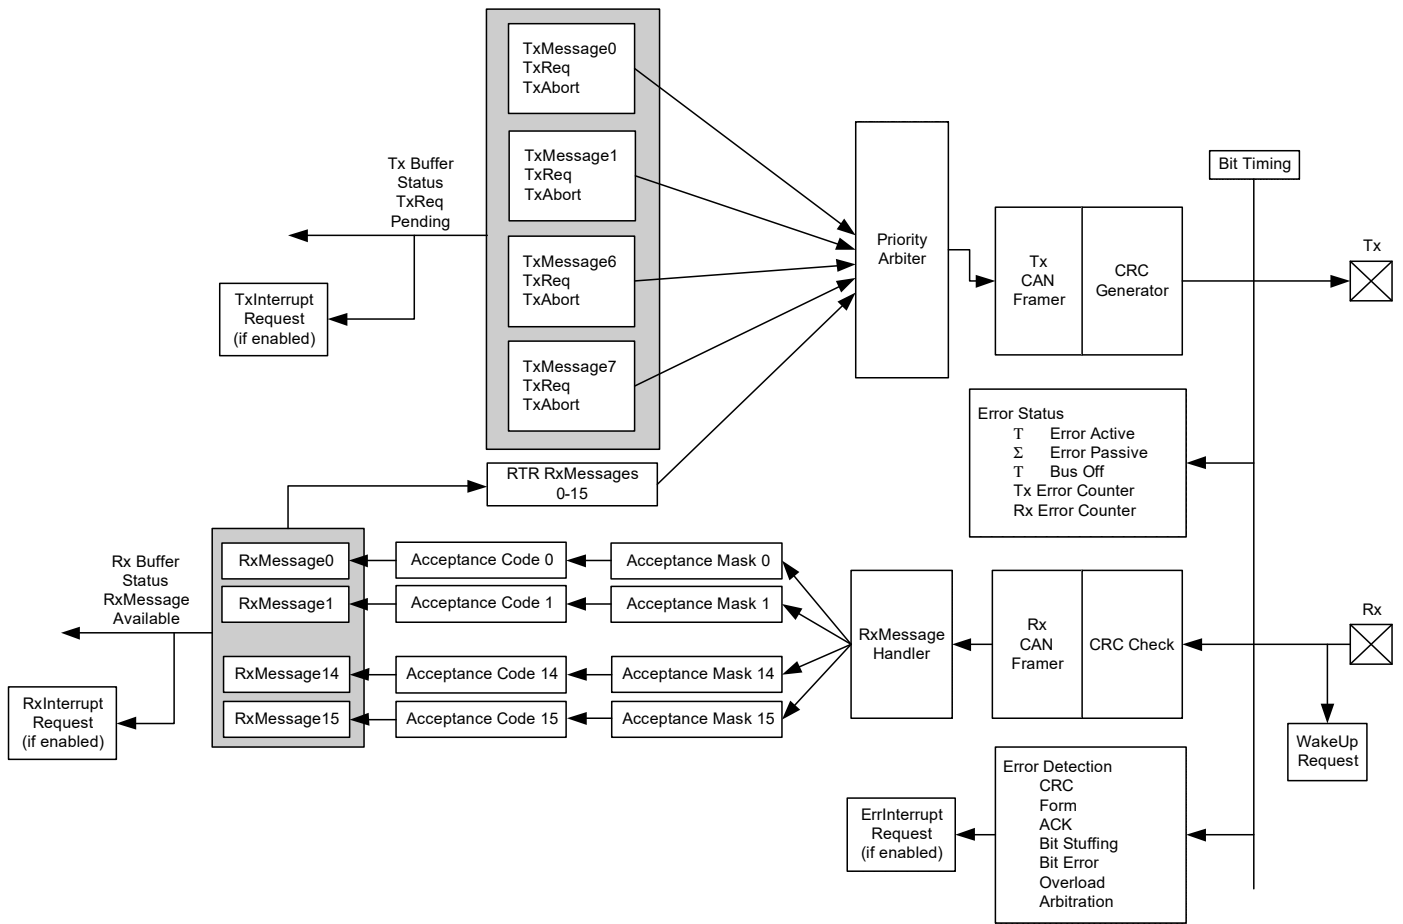 TxMessage0
TxReq
TxAbort
TxMessage1
TxReq
TxAbort
TxMessage6
TxReq
TxAbort
TxMessage7
TxReq
TxAbort
Tx Buffer
Status
TxReq
Pending
TxInterrupt
Request
(if enabled)
Priority
Arbiter
Tx
CAN
Framer
CRC
Generator
Bit Timing
Tx
Error Status
Τ Error Active
Σ Error Passive
Τ Bus Off
Tx Error Counter
Rx Error Counter
RTR RxMessages
0-15
Rx Buffer
Status
RxMessage
Available
RxInterrupt
Request
(if enabled)
RxMessage0
Acceptance Code 0
Acceptance Mask 0
RxMessage1
Acceptance Code 1
Acceptance Mask 1
RxMessage14
Acceptance Code 14
Acceptance Mask 14
RxMessage15
Acceptance Code 15
Acceptance Mask 15
RxMessage
Handler
Rx
CAN
Framer
CRC Check
Rx
WakeUp
Request
ErrInterrupt
Request
(if enabled)
Error Detection
CRC
Form
ACK
Bit Stuffing
Bit Error
Overload
Arbitration